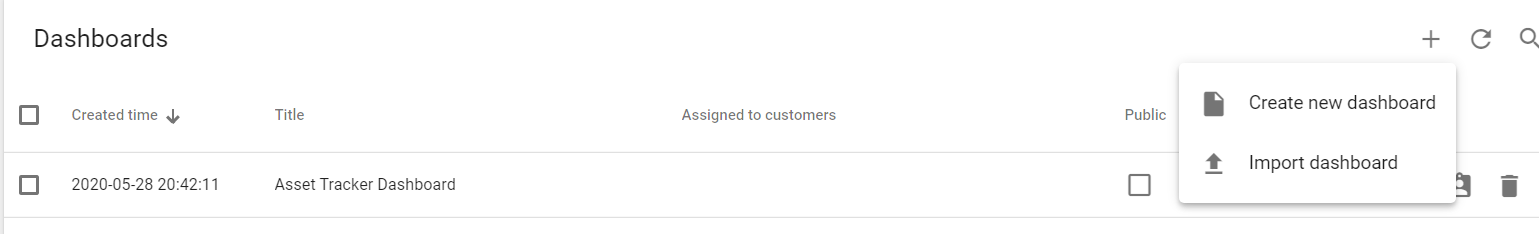 Dashboards
Create new dashboard
Import dashboard
Created time Title Assigned to customers Public
2020-05-28 20:42:11 Asset Tracker Dashboard